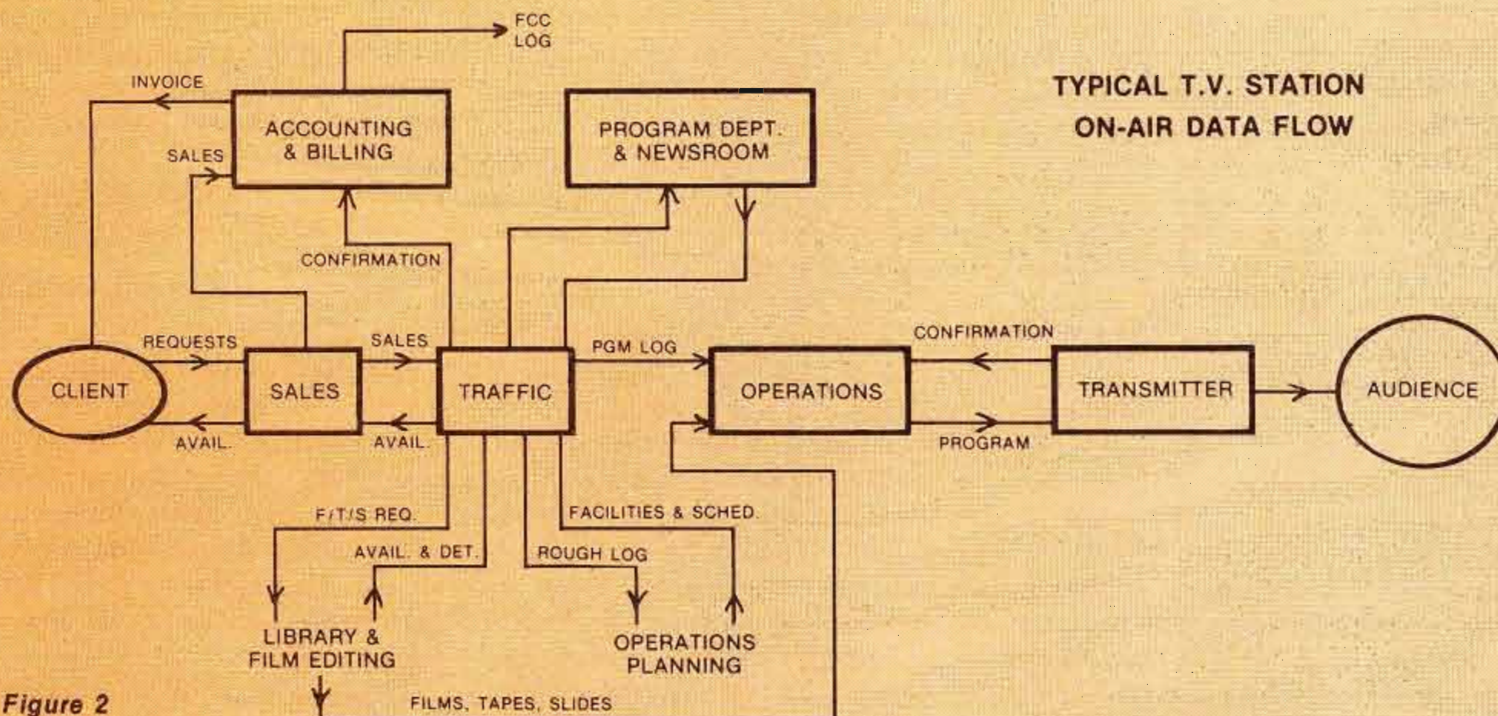 FCC
LOG
TYPICAL T.V. STATION
ON-AIR DATA FLOW
INVOICE
ACCOUNTING
& BILLING
PROGRAM DEPT.
& NEWSROOM
SALES
CONFIRMATION
REQUESTS
SALES
PGM LOG
CONFIRMATION
CLIENT
SALES
TRAFFIC
OPERATIONS
TRANSMITTER
AUDIENCE
AVAIL.
AVAIL.
PROGRAM
F/T/S REQ.
FACILITIES & SCHED.
AVAIL. & DET.
ROUGH LOG
LIBRARY &
FILM EDITING
OPERATIONS
PLANNING
Figure 2
FILMS, TAPES, SLIDES